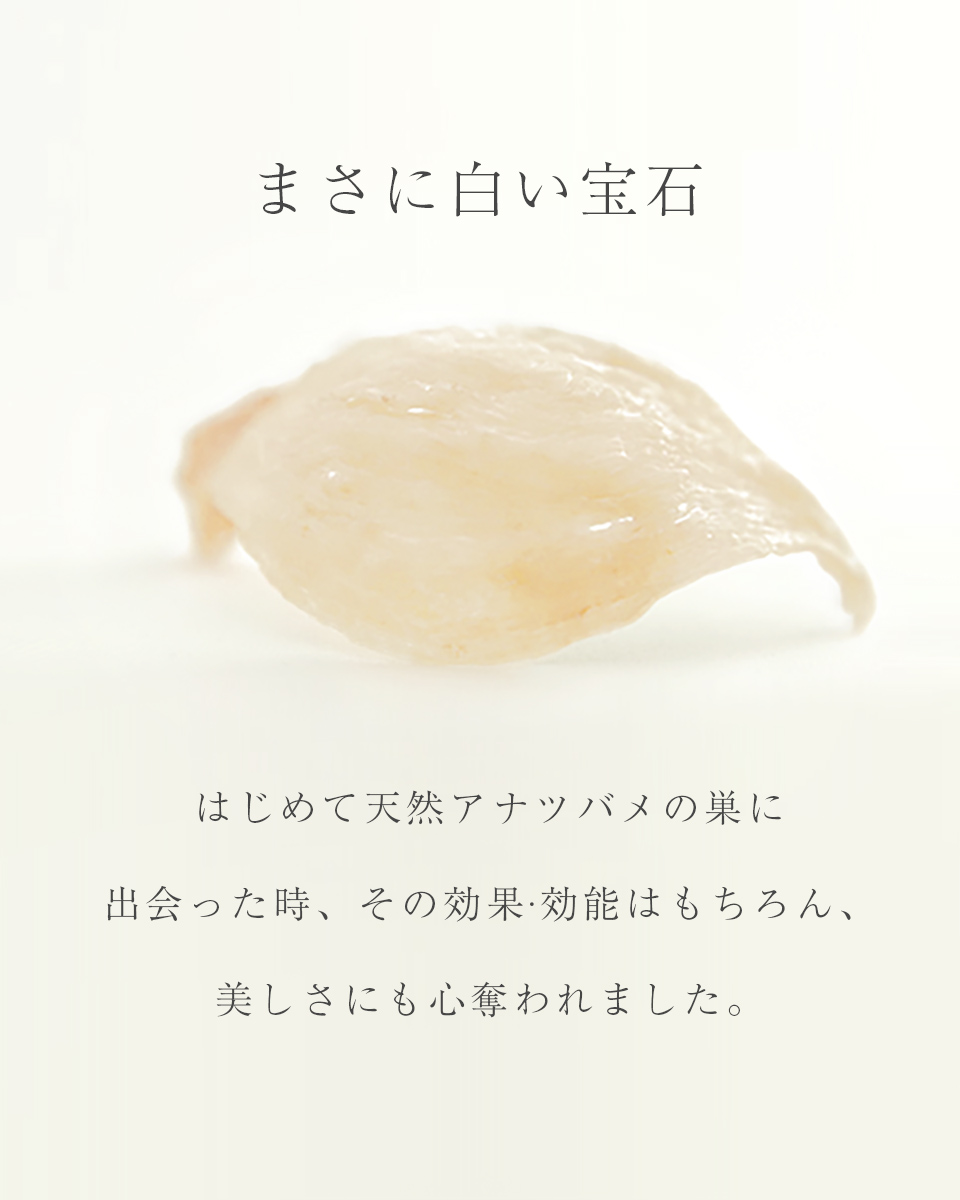 まさに白い宝石
はじめて天然アナツバメの巣に
出会った時、その効果·効能はもちろん、
美しさにも心奪われました。